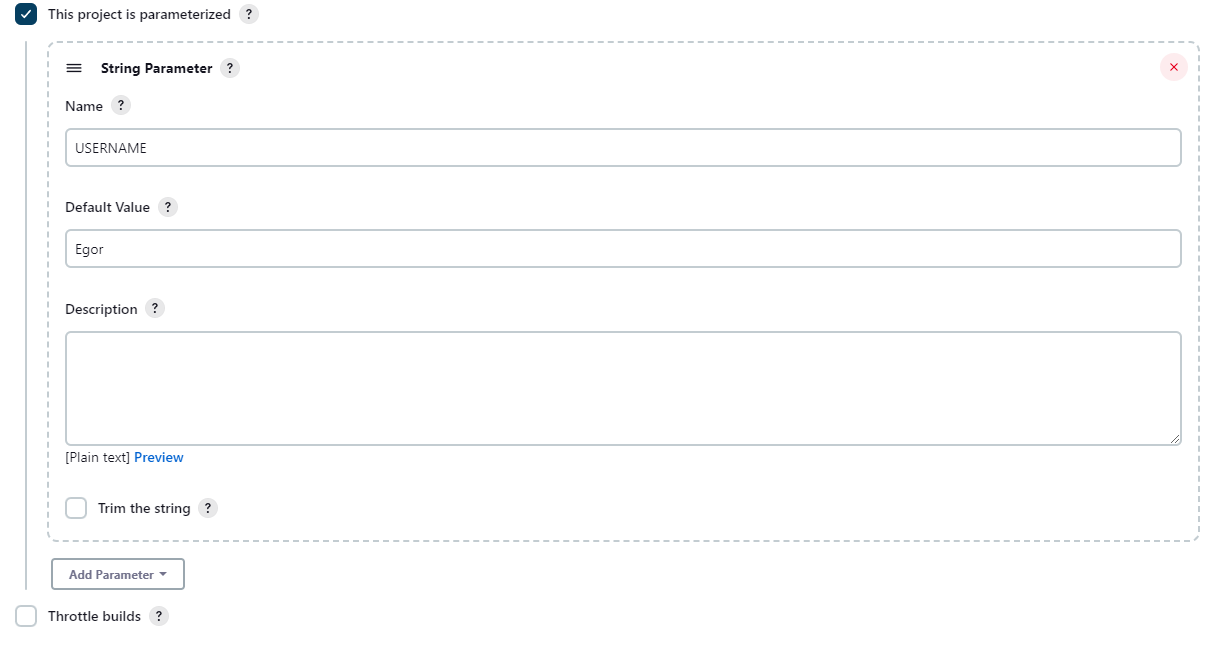 This project is parameterized ?
String Parameter ?
Name ?
USERNAME
Default Value ?
Egor
Description ?
[Plain text] Preview
Trim the string ?
Add Parameter
Throttle builds ?